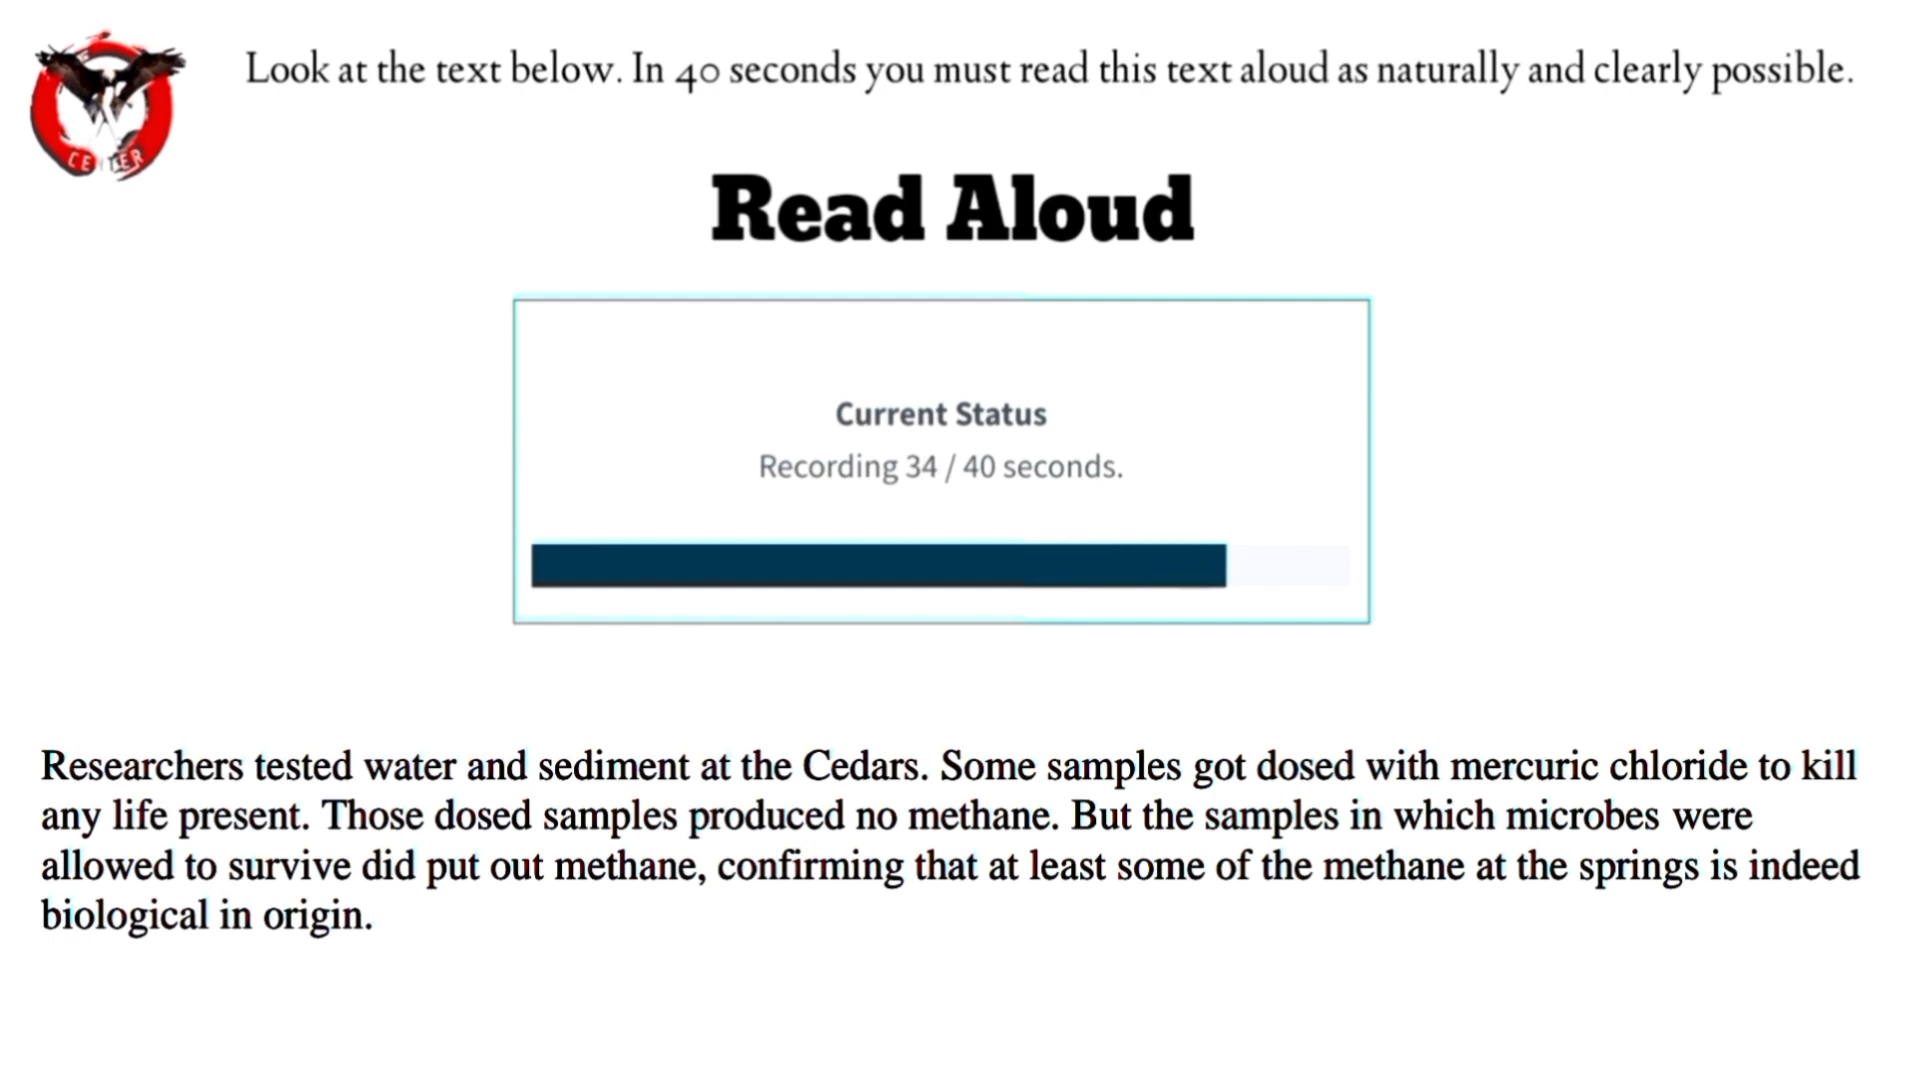 Look at the text below. In 40 seconds you must read this text aloud as naturally and clearly possible.
CENTER
Read Aloud
Current Status
Recording 34 / 40 seconds.
Researchers tested water and sediment at the Cedars. Some samples got dosed with mercuric chloride to kill
any life present. Those dosed samples produced no methane. But the samples in which microbes were
allowed to survive did put out methane, confirming that at least some of the methane at the springs is indeed
biological in origin.